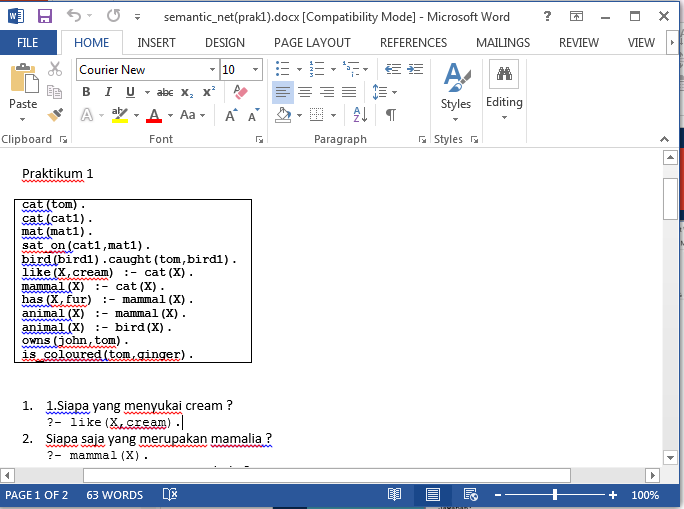 semantic_net(prak1).docx [Compatibility Mode] - Microsoft Word
FILE HOME INSERT DESIGN PAGE LAYOUT REFERENCES MAILINGS REVIEW VIEW
Courier New 10
Paste
B I U abc x₂ x²
A ab A Aa A A
Styles
Editing
Clipboard Font Paragraph Styles
Praktikum 1
cat(tom).
cat(cat1).
mat(mat1).
sat_on(cat1,mat1).
bird(bird1).caught(tom,bird1).
like(X,cream) :- cat(X).
mammal(X) :- cat(X).
has(X,fur) :- mammal(X).
animal(X) :- mammal(X).
animal(X) :- bird(X).
owns(john,tom).
is_coloured(tom,ginger).
1. 1.Siapa yang menyukai cream ?
?- like(X,cream).
2. Siapa saja yang merupakan mamalia ?
?- mammal(X).
PAGE 1 OF 2 63 WORDS 100%